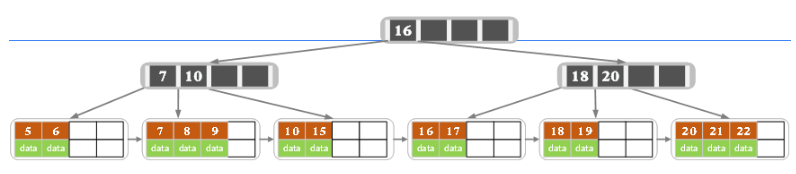 16
7 10
18 20
5 6
data data
7 8 9
data data data
10 15
data data
16 17
data data
18 19
data data
20 21 22
data data data